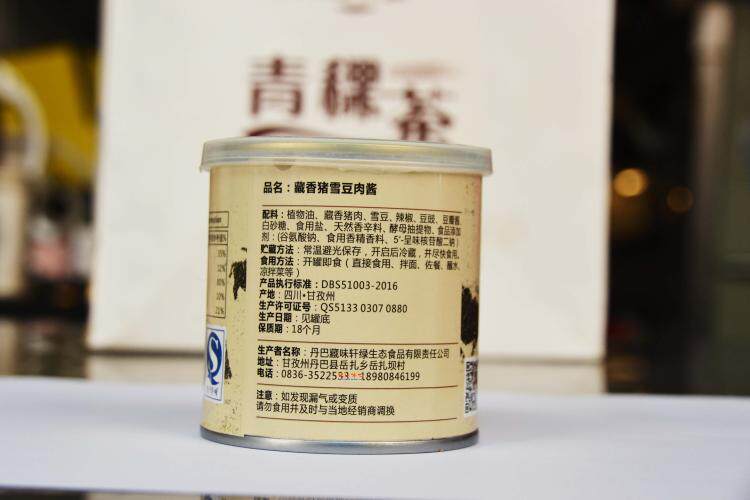 青稞茶
品名：藏香猪雪豆肉酱
配料：植物油、藏香猪肉、雪豆、辣椒、豆豉、豆瓣酱、
白砂糖、食用盐、天然香辛料、酵母抽提物、食品添加
剂：(谷氨酸钠、食用香精香料、5'-呈味核苷酸二钠)
贮藏方法：常温避光保存，开启后冷藏，并尽快食用。
食用方法：开罐即食（直接食用、拌面、佐餐、蘸水、
凉拌菜等）
产品执行标准：DBS51003-2016
产地：四川·甘孜州
生产许可证号：QS5133 0307 0880
生产日期：见罐底
保质期：18个月
生产者名称：丹巴藏味轩绿生态食品有限责任公司
地址：甘孜州丹巴县岳扎乡岳扎坝村
电话：0836-3522533 18980846199
注意：如发现漏气或变质
请勿食用并及时与当地经销商调换
35%
12%
80%
20%
21%